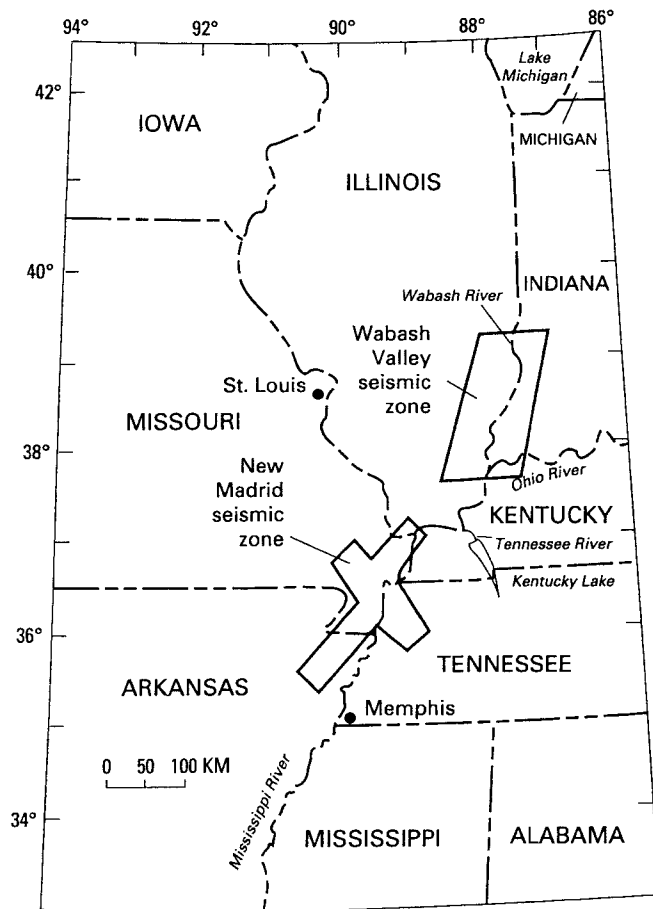 94° 92° 90° 88° 86°
Lake
Michigan
42°
IOWA
MICHIGAN
ILLINOIS
40°
INDIANA
Wabash River
Wabash
Valley
seismic
zone
St. Louis
MISSOURI
38°
New
Madrid
seismic
zone
Ohio River
KENTUCKY
Tennessee River
Kentucky Lake
36°
TENNESSEE
ARKANSAS
Memphis
0 50 100 KM
Mississippi River
34°
MISSISSIPPI
ALABAMA